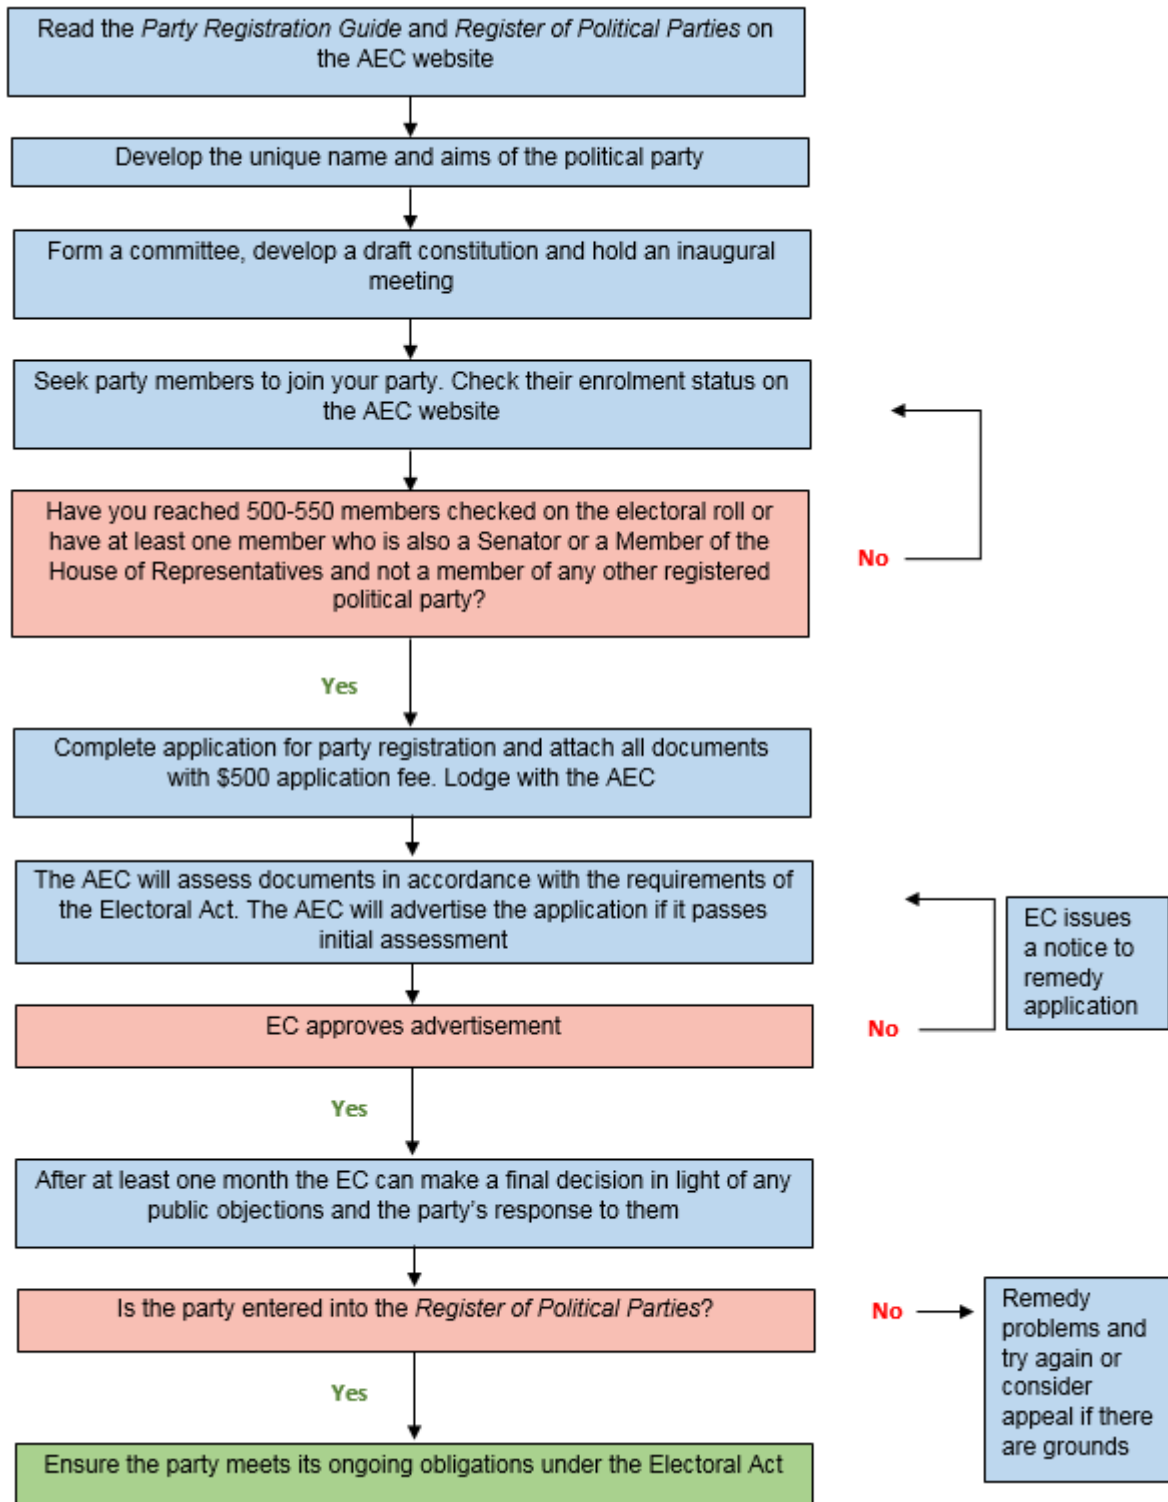 Read the Party Registration Guide and Register of Political Parties on
the AEC website
Develop the unique name and aims of the political party
Form a committee, develop a draft constitution and hold an inaugural
meeting
Seek party members to join your party. Check their enrolment status on
the AEC website
Have you reached 500-550 members checked on the electoral roll or
have at least one member who is also a Senator or a Member of the
House of Representatives and not a member of any other registered
political party?
No
Yes
Complete application for party registration and attach all documents
with $500 application fee. Lodge with the AEC
The AEC will assess documents in accordance with the requirements of
the Electoral Act. The AEC will advertise the application if it passes
initial assessment
EC issues
a notice to
remedy
application
EC approves advertisement
No
Yes
After at least one month the EC can make a final decision in light of any
public objections and the party's response to them
Is the party entered into the Register of Political Parties?
No
Remedy
problems and
try again or
consider
appeal if there
are grounds
Yes
Ensure the party meets its ongoing obligations under the Electoral Act